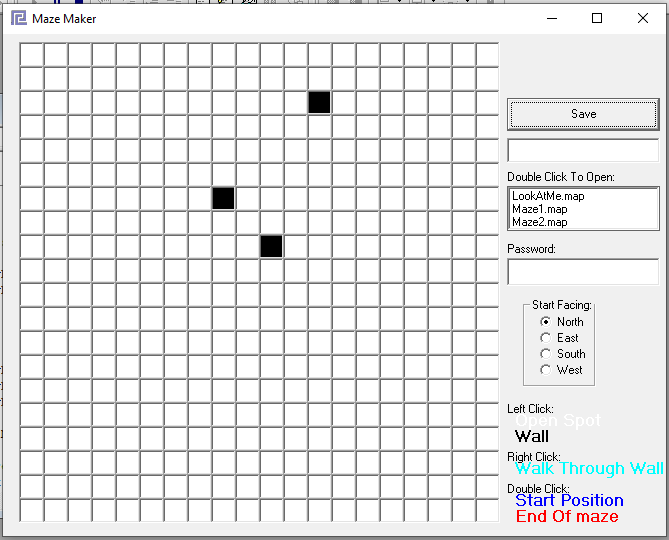 Maze Maker
Save
Double Click To Open:
LookAtMe.map
Maze1.map
Maze2.map
Password:
Start Facing:
North
East
South
West
Left Click:
Open Spot
Wall
Right Click:
Walk Through Wall
Double Click:
Start Position
End Of maze